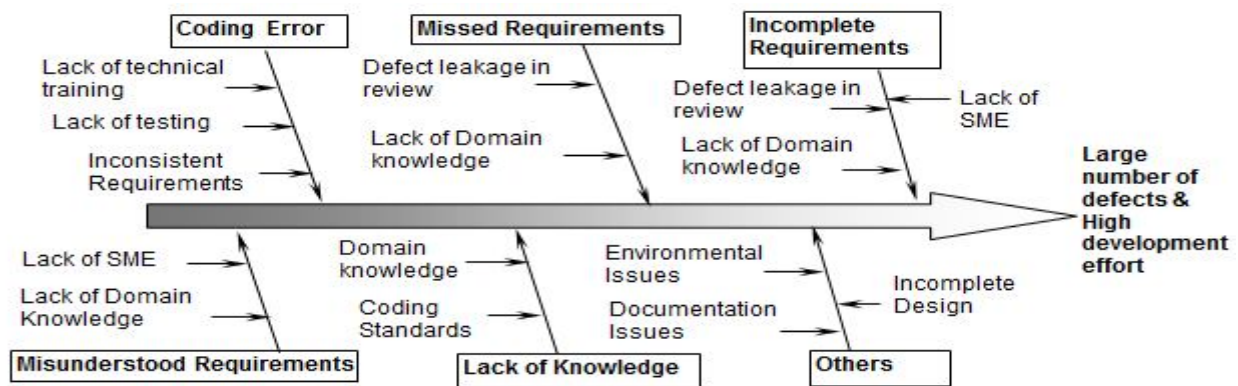 Coding Error
Missed Requirements
Incomplete
Requirements
Lack of technical
training
Lack of testing
Inconsistent
Requirements
Defect leakage in
review
Lack of Domain
knowledge
Defect leakage in
review
Lack of Domain
knowledge
Lack of
SME
Large
number of
defects &
High
development
effort
Lack of SME
Lack of Domain
Knowledge
Domain
knowledge
Coding
Standards
Environmental
Issues
Documentation
Issues
Incomplete
Design
Misunderstood Requirements
Lack of Knowledge
Others